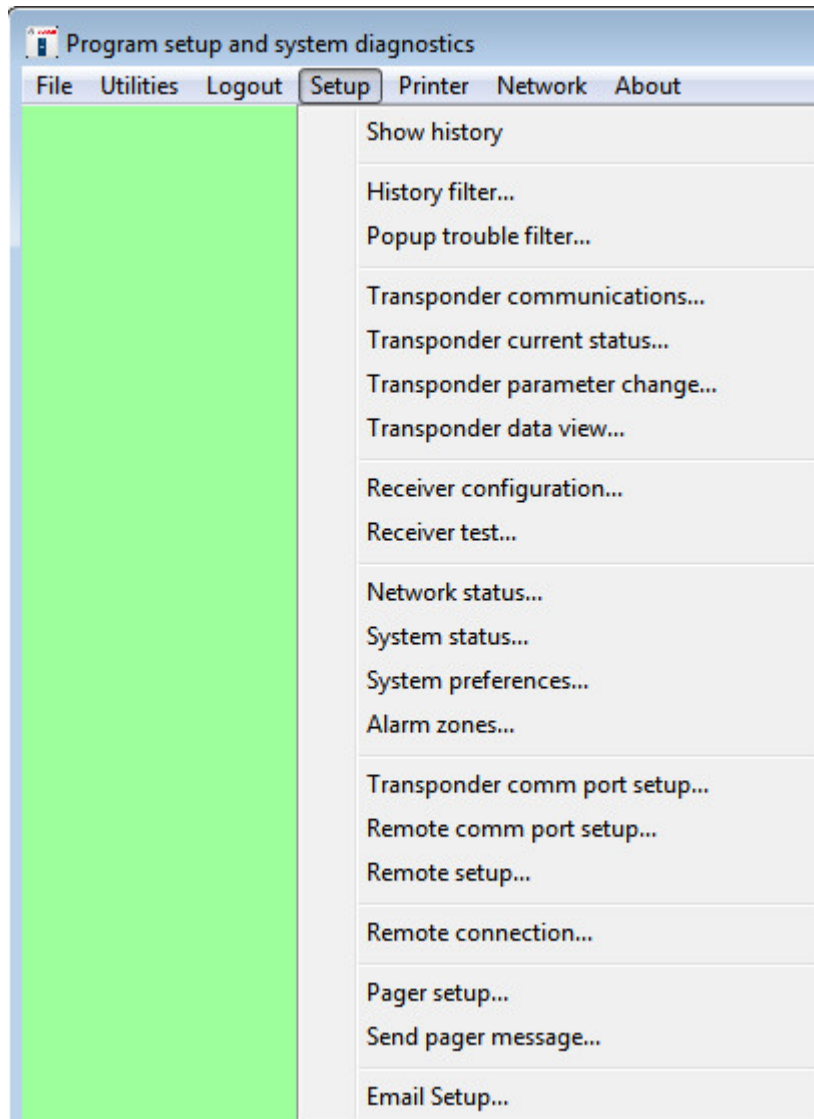 Program setup and system diagnostics
File Utilities Logout Setup Printer Network About
Show history
History filter...
Popup trouble filter...
Transponder communications...
Transponder current status...
Transponder parameter change...
Transponder data view...
Receiver configuration...
Receiver test...
Network status...
System status...
System preferences...
Alarm zones...
Transponder comm port setup...
Remote comm port setup...
Remote setup...
Remote connection...
Pager setup...
Send pager message...
Email Setup...